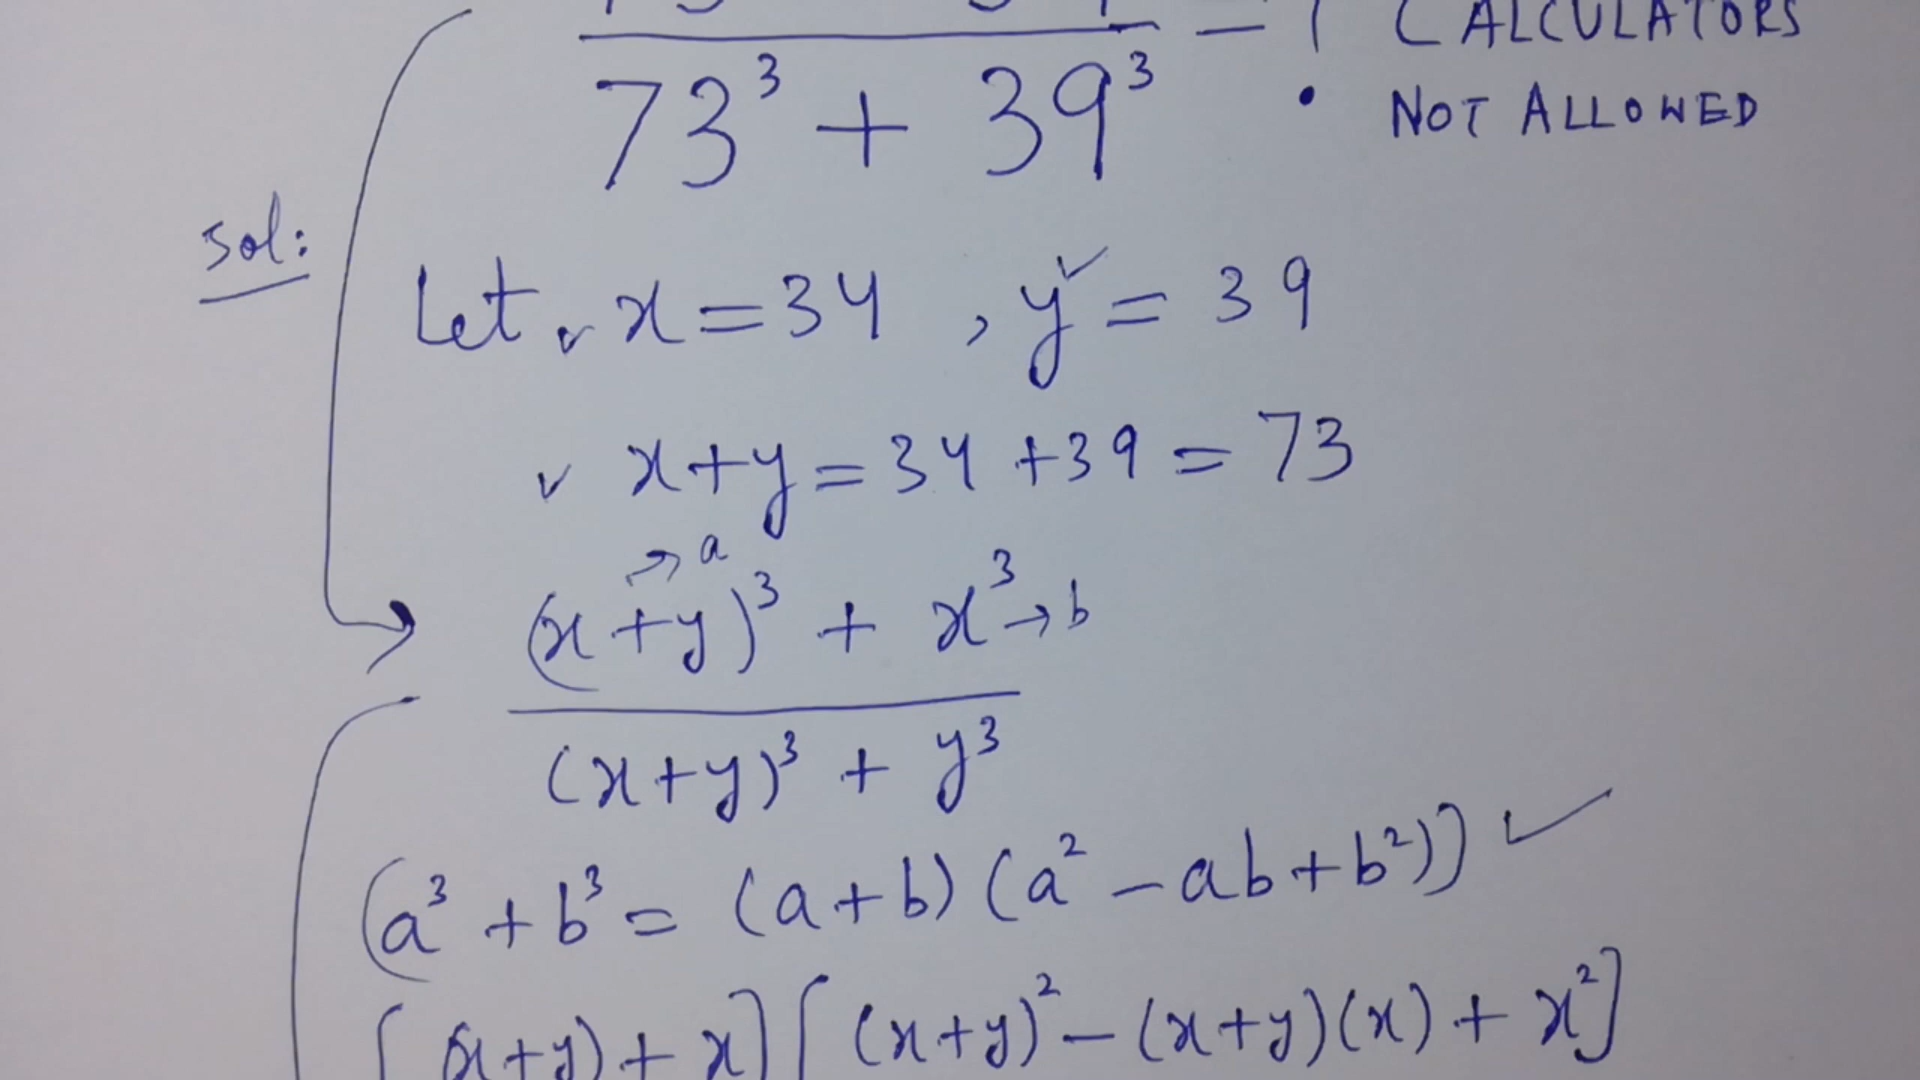 CALCULATORS
73³ + 39³ • NOT ALLOWED
Sol:
Let x = 34 , y = 39
x+y = 34 + 39 = 73
→ a
(x+y)³ + x³ → b
(x+y)³ + y³
(a³ + b³ = (a+b) (a² - ab + b²))
[(x+y) + x] [(x+y)² - (x+y)(x) + x²]